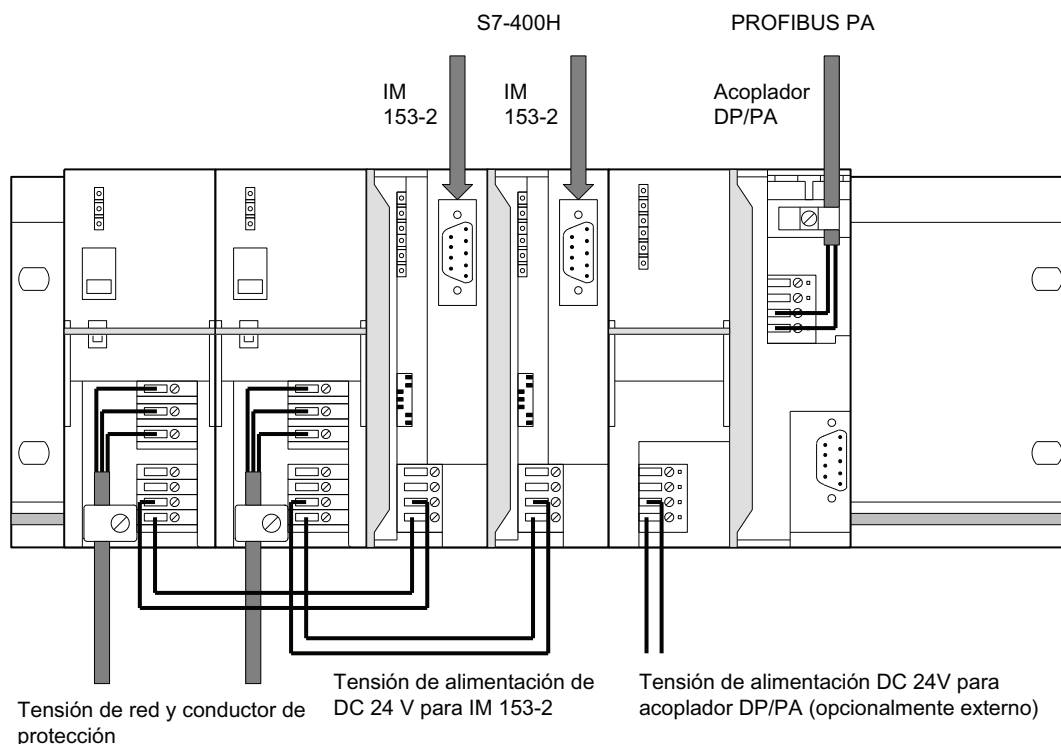 S7-400H
PROFIBUS PA
IM
153-2
IM
153-2
Acoplador
DP/PA
Tensión de red y conductor de
protección
Tensión de alimentación de
DC 24 V para IM 153-2
Tensión de alimentación DC 24V para
acoplador DP/PA (opcionalmente externo)